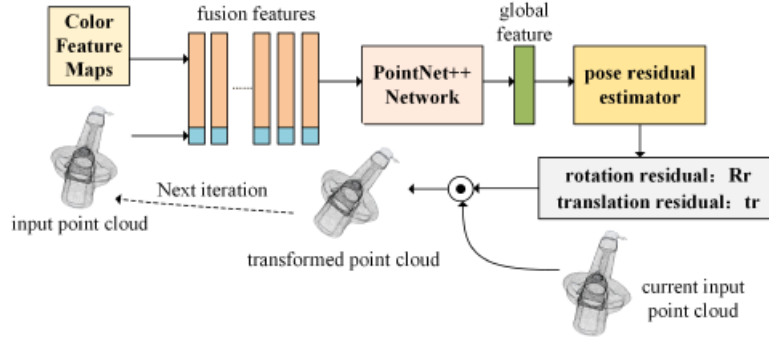 Color
Feature
Maps
fusion features
global
feature
PointNet++
Network
pose residual
estimator
rotation residual：Rr
translation residual：tr
Next iteration
input point cloud
transformed point cloud
current input
point cloud